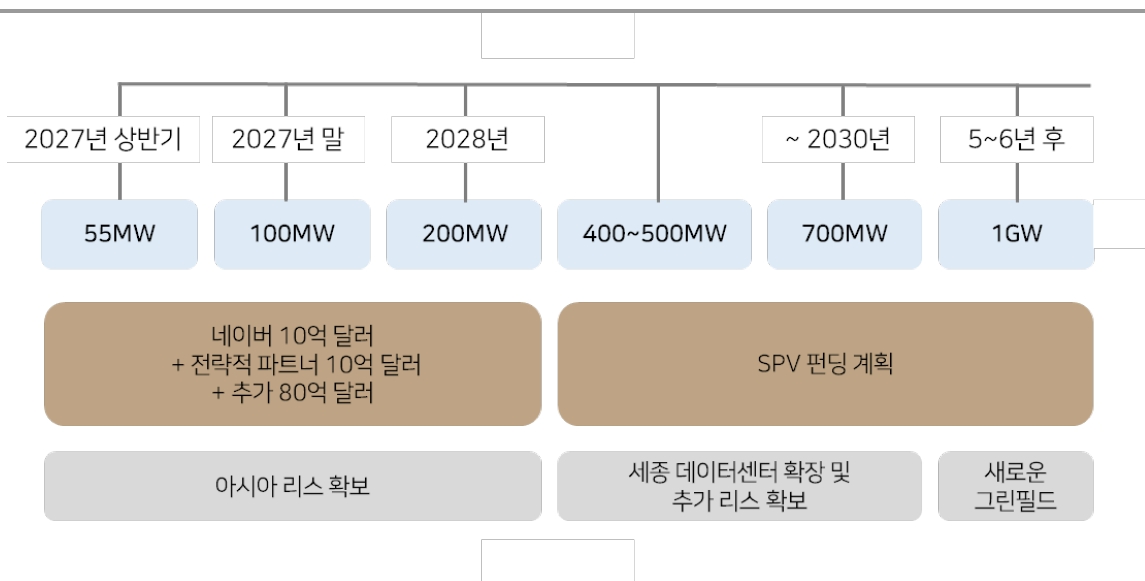 2027년 상반기
2027년 말
2028년
~ 2030년
5~6년 후
55MW
100MW
200MW
400~500MW
700MW
1GW
네이버 10억 달러
+ 전략적 파트너 10억 달러
+ 추가 80억 달러
SPV 펀딩 계획
아시아 리스 확보
세종 데이터센터 확장 및
추가 리스 확보
새로운
그린필드